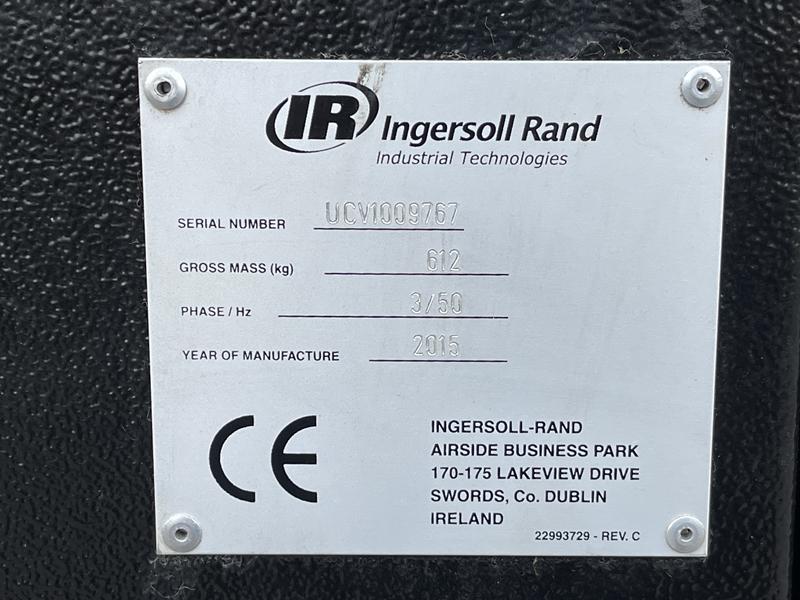 IR Ingersoll Rand
Industrial Technologies
SERIAL NUMBER UCV1009767
GROSS MASS (kg) 612
PHASE / Hz 3/50
YEAR OF MANUFACTURE 2015
CE
INGERSOLL-RAND
AIRSIDE BUSINESS PARK
170-175 LAKEVIEW DRIVE
SWORDS, Co. DUBLIN
IRELAND
22993729 - REV. C